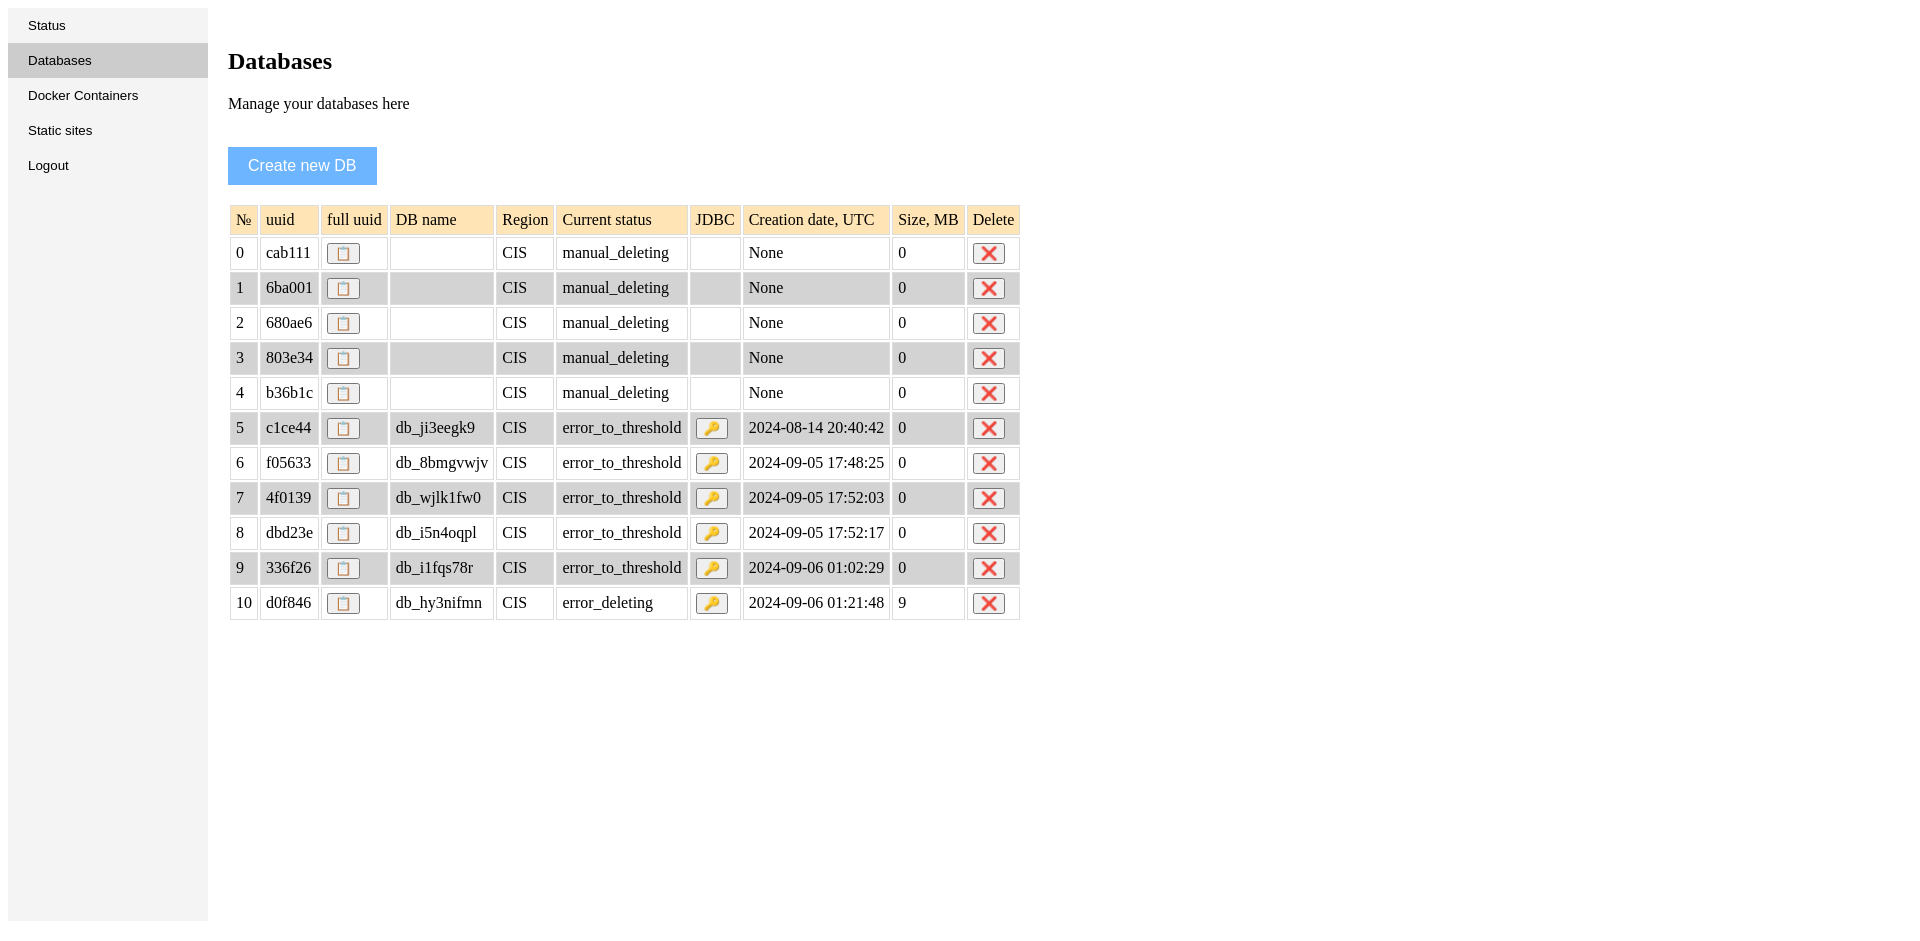 Status
Databases
Docker Containers
Static sites
Logout
Databases
Manage your databases here
Create new DB
№ uuid full uuid DB name Region Current status JDBC Creation date, UTC Size, MB Delete
0 cab111 CIS manual_deleting None 0
1 6ba001 CIS manual_deleting None 0
2 680ae6 CIS manual_deleting None 0
3 803e34 CIS manual_deleting None 0
4 b36b1c CIS manual_deleting None 0
5 c1ce44 db_ji3eegk9 CIS error_to_threshold 2024-08-14 20:40:42 0
6 f05633 db_8bmgvwjv CIS error_to_threshold 2024-09-05 17:48:25 0
7 4f0139 db_wjlk1fw0 CIS error_to_threshold 2024-09-05 17:52:03 0
8 dbd23e db_i5n4oqpl CIS error_to_threshold 2024-09-05 17:52:17 0
9 336f26 db_i1fqs78r CIS error_to_threshold 2024-09-06 01:02:29 0
10 d0f846 db_hy3nifmn CIS error_deleting 2024-09-06 01:21:48 9